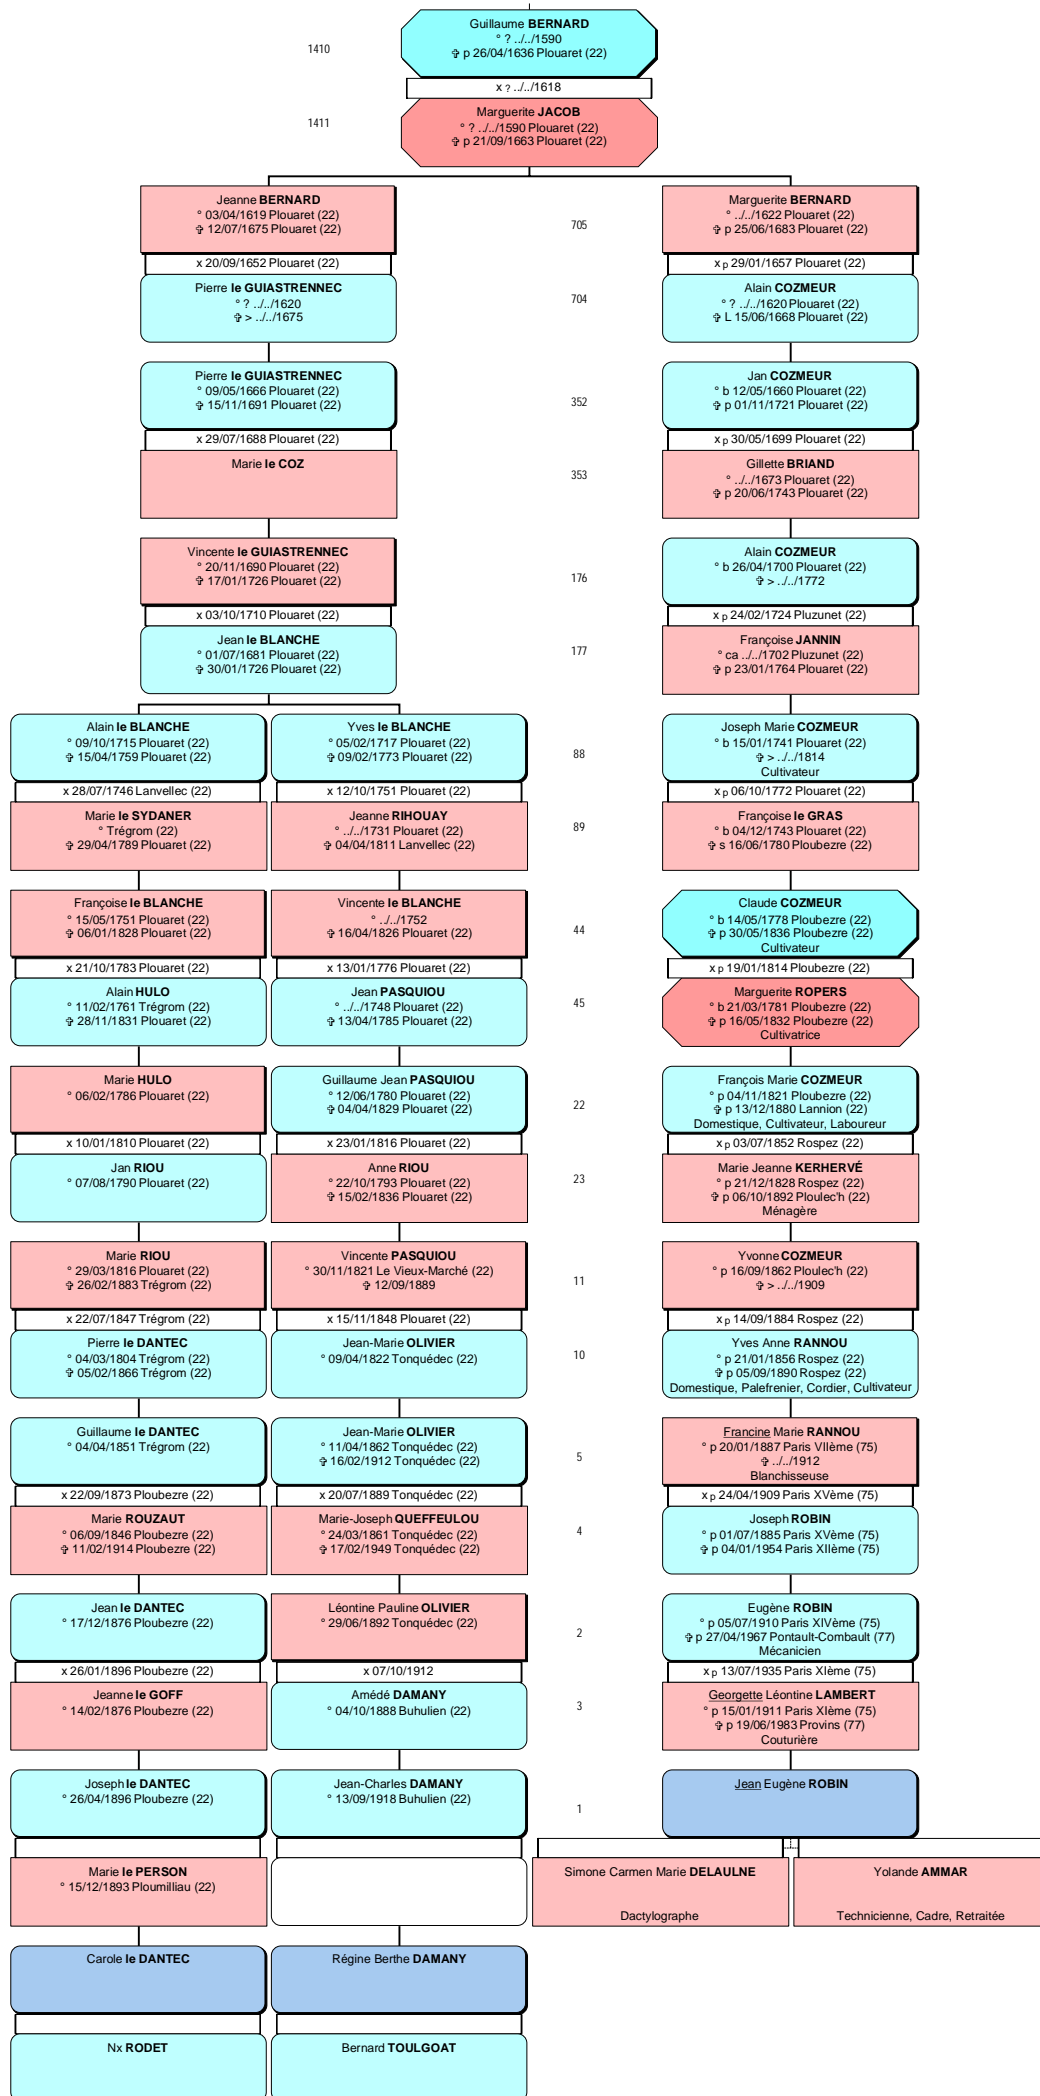 Guillaume BERNARD
° ? ../../1590
✞ p 26/04/1636 Plouaret (22)
1410
x ? ../../1618
Marguerite JACOB
° ? ../../1590 Plouaret (22)
✞ p 21/09/1663 Plouaret (22)
1411
Jeanne BERNARD
° 03/04/1619 Plouaret (22)
✞ 12/07/1675 Plouaret (22)
705
Marguerite BERNARD
° ../../1622 Plouaret (22)
✞ p 25/06/1683 Plouaret (22)
x 20/09/1652 Plouaret (22)
x p 29/01/1657 Plouaret (22)
Pierre le GUIASTRENNEC
° ? ../../1620
✞ > ../../1675
704
Alain COZMEUR
° ? ../../1620 Plouaret (22)
✞ L 15/06/1668 Plouaret (22)
Pierre le GUIASTRENNEC
° 09/05/1666 Plouaret (22)
✞ 15/11/1691 Plouaret (22)
352
Jan COZMEUR
° b 12/05/1660 Plouaret (22)
✞ p 01/11/1721 Plouaret (22)
x 29/07/1688 Plouaret (22)
x p 30/05/1699 Plouaret (22)
Marie le COZ
353
Gillette BRIAND
° ../../1673 Plouaret (22)
✞ p 20/06/1743 Plouaret (22)
Vincente le GUIASTRENNEC
° 20/11/1690 Plouaret (22)
✞ 17/01/1726 Plouaret (22)
176
Alain COZMEUR
° b 26/04/1700 Plouaret (22)
✞ > ../../1772
x 03/10/1710 Plouaret (22)
x p 24/02/1724 Pluzunet (22)
Jean le BLANCHE
° 01/07/1681 Plouaret (22)
✞ 30/01/1726 Plouaret (22)
177
Françoise JANNIN
° ca ../../1702 Pluzunet (22)
✞ p 23/01/1764 Plouaret (22)
Alain le BLANCHE
° 09/10/1715 Plouaret (22)
✞ 15/04/1759 Plouaret (22)
Yves le BLANCHE
° 05/02/1717 Plouaret (22)
✞ 09/02/1773 Plouaret (22)
88
Joseph Marie COZMEUR
° b 15/01/1741 Plouaret (22)
✞ > ../../1814
Cultivateur
x 28/07/1746 Lanvellec (22)
x 12/10/1751 Plouaret (22)
x p 06/10/1772 Plouaret (22)
Marie le SYDANER
° Trégrom (22)
✞ 29/04/1789 Plouaret (22)
Jeanne RIHOUAY
° ../../1731 Plouaret (22)
✞ 04/04/1811 Lanvellec (22)
89
Françoise le GRAS
° b 04/12/1743 Plouaret (22)
✞ s 16/06/1780 Ploubezre (22)
Françoise le BLANCHE
° 15/05/1751 Plouaret (22)
✞ 06/01/1828 Plouaret (22)
Vincente le BLANCHE
° ../../1752
✞ 16/04/1826 Plouaret (22)
44
Claude COZMEUR
° b 14/05/1778 Ploubezre (22)
✞ p 30/05/1836 Ploubezre (22)
Cultivateur
x 21/10/1783 Plouaret (22)
x 13/01/1776 Plouaret (22)
x p 19/01/1814 Ploubezre (22)
Alain HULO
° 11/02/1761 Trégrom (22)
✞ 28/11/1831 Plouaret (22)
Jean PASQUIOU
° ../../1748 Plouaret (22)
✞ 13/04/1785 Plouaret (22)
45
Marguerite ROPERS
° b 21/03/1781 Ploubezre (22)
✞ p 16/05/1832 Ploubezre (22)
Cultivatrice
Marie HULO
° 06/02/1786 Plouaret (22)
Guillaume Jean PASQUIOU
° 12/06/1780 Plouaret (22)
✞ 04/04/1829 Plouaret (22)
22
François Marie COZMEUR
° p 04/11/1821 Ploubezre (22)
✞ p 13/12/1880 Lannion (22)
Domestique, Cultivateur, Laboureur
x 10/01/1810 Plouaret (22)
x 23/01/1816 Plouaret (22)
x p 03/07/1852 Rospez (22)
Jan RIOU
° 07/08/1790 Plouaret (22)
Anne RIOU
° 22/10/1793 Plouaret (22)
✞ 15/02/1836 Plouaret (22)
23
Marie Jeanne KERHERVÉ
° p 21/12/1828 Rospez (22)
✞ p 06/10/1892 Ploulec'h (22)
Ménagère
Marie RIOU
° 29/03/1816 Plouaret (22)
✞ 26/02/1883 Trégrom (22)
Vincente PASQUIOU
° 30/11/1821 Le Vieux-Marché (22)
✞ 12/09/1889
11
Yvonne COZMEUR
° p 16/09/1862 Ploulec'h (22)
✞ > ../../1909
x 22/07/1847 Trégrom (22)
x 15/11/1848 Plouaret (22)
x p 14/09/1884 Rospez (22)
Pierre le DANTEC
° 04/03/1804 Trégrom (22)
✞ 05/02/1866 Trégrom (22)
Jean-Marie OLIVIER
° 09/04/1822 Tonquédec (22)
10
Yves Anne RANNOU
° p 21/01/1856 Rospez (22)
✞ p 05/09/1890 Rospez (22)
Domestique, Palefrenier, Cordier, Cultivateur
Guillaume le DANTEC
° 04/04/1851 Trégrom (22)
Jean-Marie OLIVIER
° 11/04/1862 Tonquédec (22)
✞ 16/02/1912 Tonquédec (22)
5
Francine Marie RANNOU
° p 20/01/1887 Paris VIIème (75)
✞ ../../1912
Blanchisseuse
x 22/09/1873 Ploubezre (22)
x 20/07/1889 Tonquédec (22)
x p 24/04/1909 Paris XVème (75)
Marie ROUZAUT
° 06/09/1846 Ploubezre (22)
✞ 11/02/1914 Ploubezre (22)
Marie-Joseph QUEFFEULOU
° 24/03/1861 Tonquédec (22)
✞ 17/02/1949 Tonquédec (22)
4
Joseph ROBIN
° p 01/07/1885 Paris XVème (75)
✞ p 04/01/1954 Paris XIIème (75)
Jean le DANTEC
° 17/12/1876 Ploubezre (22)
Léontine Pauline OLIVIER
° 29/06/1892 Tonquédec (22)
2
Eugène ROBIN
° p 05/07/1910 Paris XIVème (75)
✞ p 27/04/1967 Pontault-Combault (77)
Mécanicien
x 26/01/1896 Ploubezre (22)
x 07/10/1912
x p 13/07/1935 Paris XIème (75)
Jeanne le GOFF
° 14/02/1876 Ploubezre (22)
Amédé DAMANY
° 04/10/1888 Buhulien (22)
3
Georgette Léontine LAMBERT
° p 15/01/1911 Paris XIème (75)
✞ p 19/06/1983 Provins (77)
Couturière
Joseph le DANTEC
° 26/04/1896 Ploubezre (22)
Jean-Charles DAMANY
° 13/09/1918 Buhulien (22)
1
Jean Eugène ROBIN
Marie le PERSON
° 15/12/1893 Ploumilliau (22)
Simone Carmen Marie DELAULNE
Dactylographe
Yolande AMMAR
Technicienne, Cadre, Retraitée
Carole le DANTEC
Régine Berthe DAMANY
Nx RODET
Bernard TOULGOAT